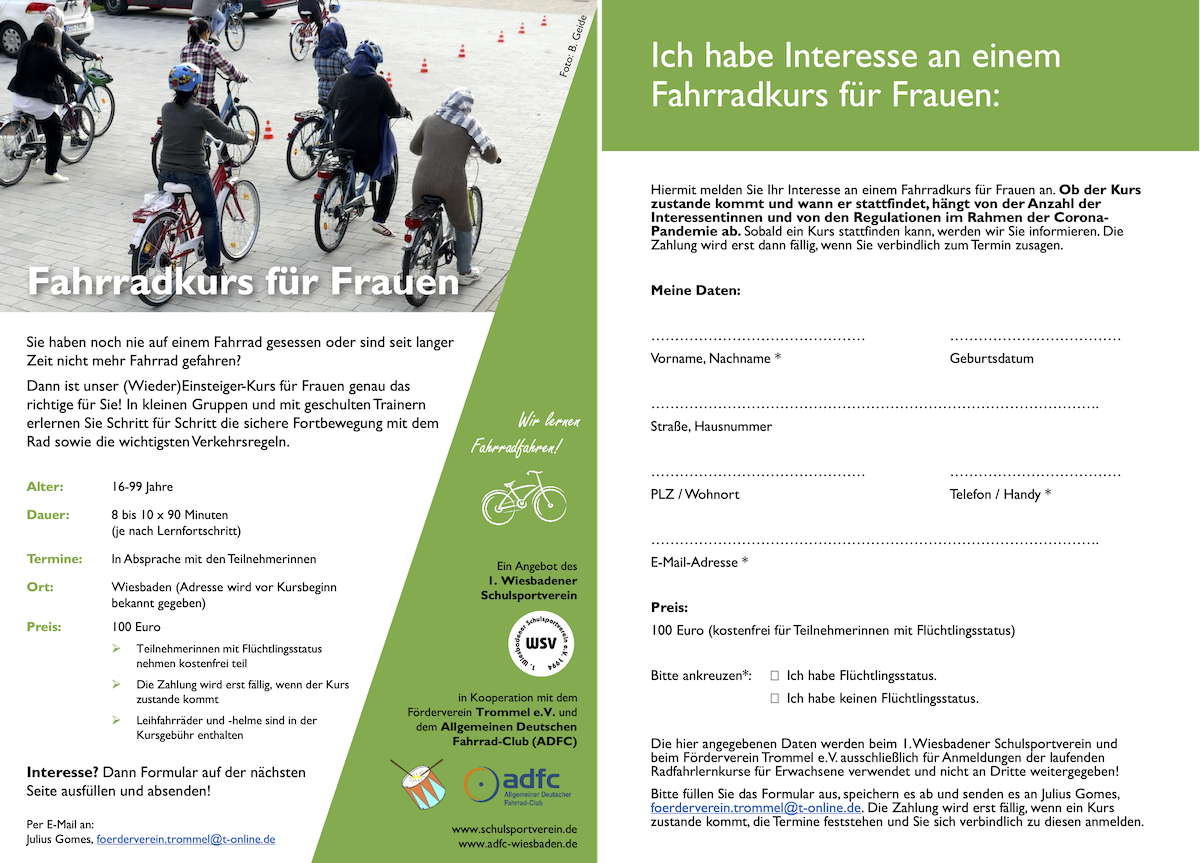 Foto: B. Geide
Fahrradkurs für Frauen
Sie haben noch nie auf einem Fahrrad gesessen oder sind seit langer
Zeit nicht mehr Fahrrad gefahren?
Dann ist unser (Wieder)Einsteiger-Kurs für Frauen genau das
richtige für Sie! In kleinen Gruppen und mit geschulten Trainern
erlernen Sie Schritt für Schritt die sichere Fortbewegung mit dem
Rad sowie die wichtigsten Verkehrsregeln.
Alter: 16-99 Jahre
Dauer: 8 bis 10 x 90 Minuten
(je nach Lernfortschritt)
Termine: In Absprache mit den Teilnehmerinnen
Ort: Wiesbaden (Adresse wird vor Kursbeginn
bekannt gegeben)
Preis: 100 Euro
Teilnehmerinnen mit Flüchtlingsstatus
nehmen kostenfrei teil
Die Zahlung wird erst fällig, wenn der Kurs
zustande kommt
Leihfahrräder und -helme sind in der
Kursgebühr enthalten
Interesse? Dann Formular auf der nächsten
Seite ausfüllen und absenden!
Per E-Mail an:
Julius Gomes, foerderverein.trommel@t-online.de
Wir lernen
Fahrradfahren!
Ein Angebot des
1. Wiesbadener
Schulsportverein
1. Wiesbadener Schulsportverein e.V. 1994
WSV
in Kooperation mit dem
Förderverein Trommel e.V. und
dem Allgemeinen Deutschen
Fahrrad-Club (ADFC)
adfc
Allgemeiner Deutscher
Fahrrad-Club
www.schulsportverein.de
www.adfc-wiesbaden.de
Ich habe Interesse an einem
Fahrradkurs für Frauen:
Hiermit melden Sie Ihr Interesse an einem Fahrradkurs für Frauen an. Ob der Kurs
zustande kommt und wann er stattfindet, hängt von der Anzahl der
Interessentinnen und von den Regulationen im Rahmen der Corona-
Pandemie ab. Sobald ein Kurs stattfinden kann, werden wir Sie informieren. Die
Zahlung wird erst dann fällig, wenn Sie verbindlich zum Termin zusagen.
Meine Daten:
Vorname, Nachname * Geburtsdatum
Straße, Hausnummer
PLZ / Wohnort Telefon / Handy *
E-Mail-Adresse *
Preis:
100 Euro (kostenfrei für Teilnehmerinnen mit Flüchtlingsstatus)
Bitte ankreuzen*: ☐ Ich habe Flüchtlingsstatus.
☐ Ich habe keinen Flüchtlingsstatus.
Die hier angegebenen Daten werden beim 1. Wiesbadener Schulsportverein und
beim Förderverein Trommel e.V. ausschließlich für Anmeldungen der laufenden
Radfahrlernkurse für Erwachsene verwendet und nicht an Dritte weitergegeben!
Bitte füllen Sie das Formular aus, speichern es ab und senden es an Julius Gomes,
foerderverein.trommel@t-online.de. Die Zahlung wird erst fällig, wenn ein Kurs
zustande kommt, die Termine feststehen und Sie sich verbindlich zu diesen anmelden.